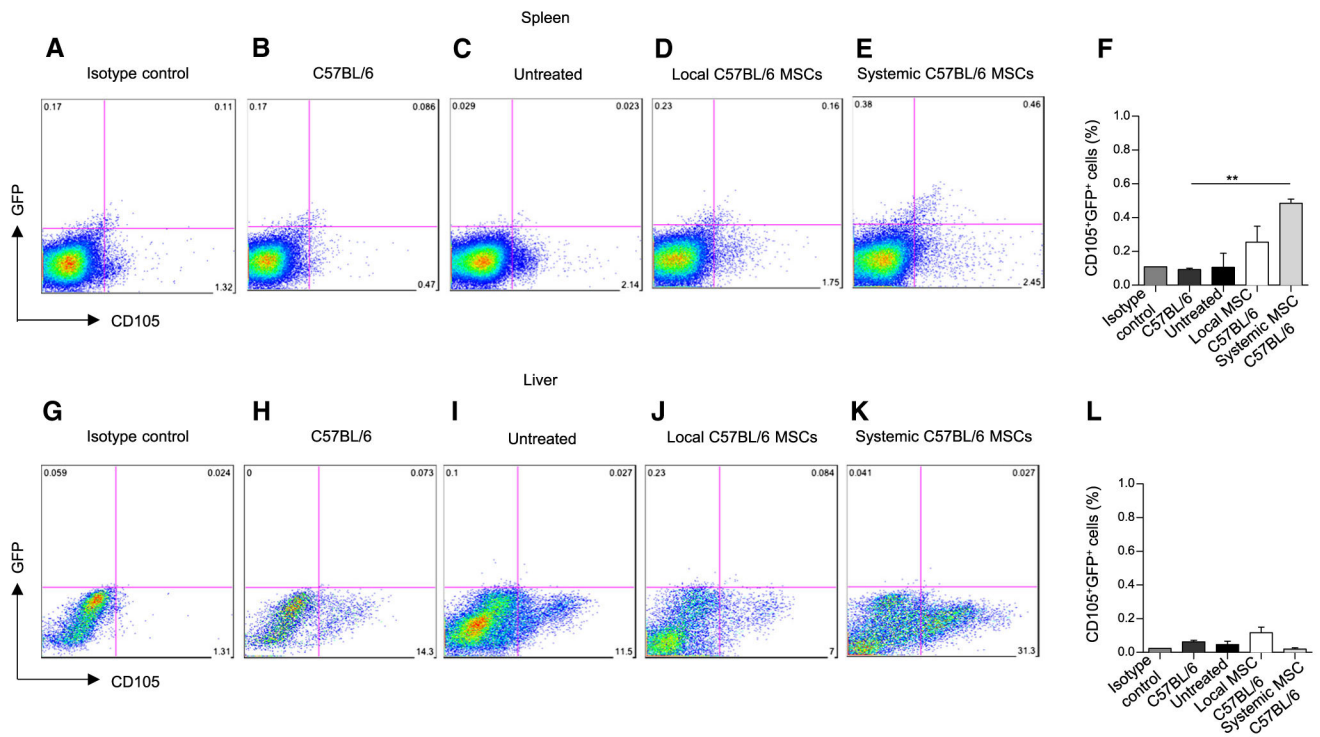 Spleen
A
B
C
D
E
F
Isotype control
C57BL/6
Untreated
Local C57BL/6 MSCs
Systemic C57BL/6 MSCs
0.17
0.11
0.17
0.086
0.029
0.023
0.23
0.16
0.38
0.46
1.32
0.47
2.14
1.75
2.45
GFP
CD105
CD105+GFP+ cells (%)
1.0
0.8
0.6
0.4
0.2
0.0
**
Isotype
control
C57BL/6
Untreated
Local MSC
C57BL/6
Systemic MSC
C57BL/6
Liver
G
H
I
J
K
L
Isotype control
C57BL/6
Untreated
Local C57BL/6 MSCs
Systemic C57BL/6 MSCs
0.059
0.024
0
0.073
0.1
0.027
0.23
0.084
0.041
0.027
1.31
14.3
11.5
7
31.3
GFP
CD105
CD105+GFP+ cells (%)
1.0
0.8
0.6
0.4
0.2
0.0
Isotype
control
C57BL/6
Untreated
Local MSC
C57BL/6
Systemic MSC
C57BL/6